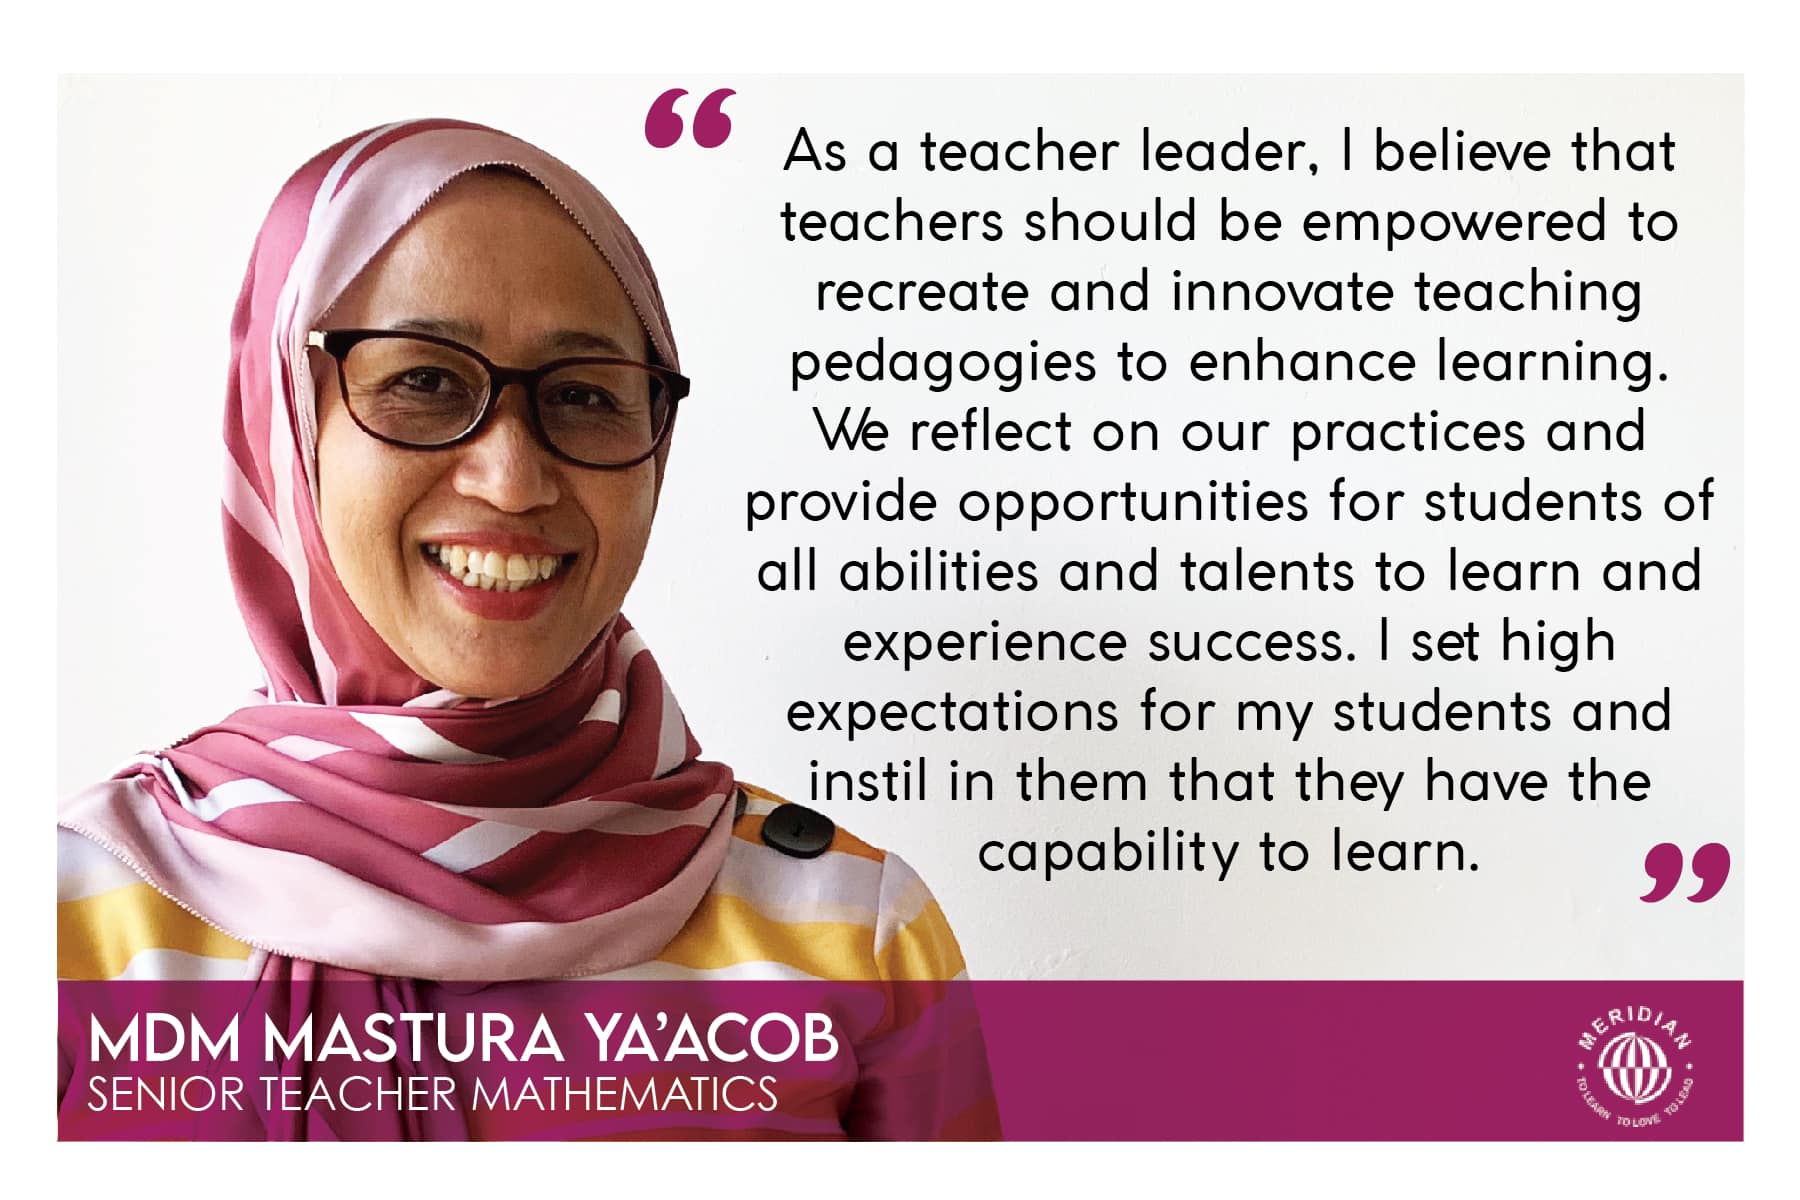 “
As a teacher leader, I believe that
teachers should be empowered to
recreate and innovate teaching
pedagogies to enhance learning.
We reflect on our practices and
provide opportunities for students of
all abilities and talents to learn and
experience success. I set high
expectations for my students and
instil in them that they have the
capability to learn.
”
MDM MASTURA YA’ACOB
SENIOR TEACHER MATHEMATICS
MERIDIAN
• TO LEARN TO LOVE TO LEAD •